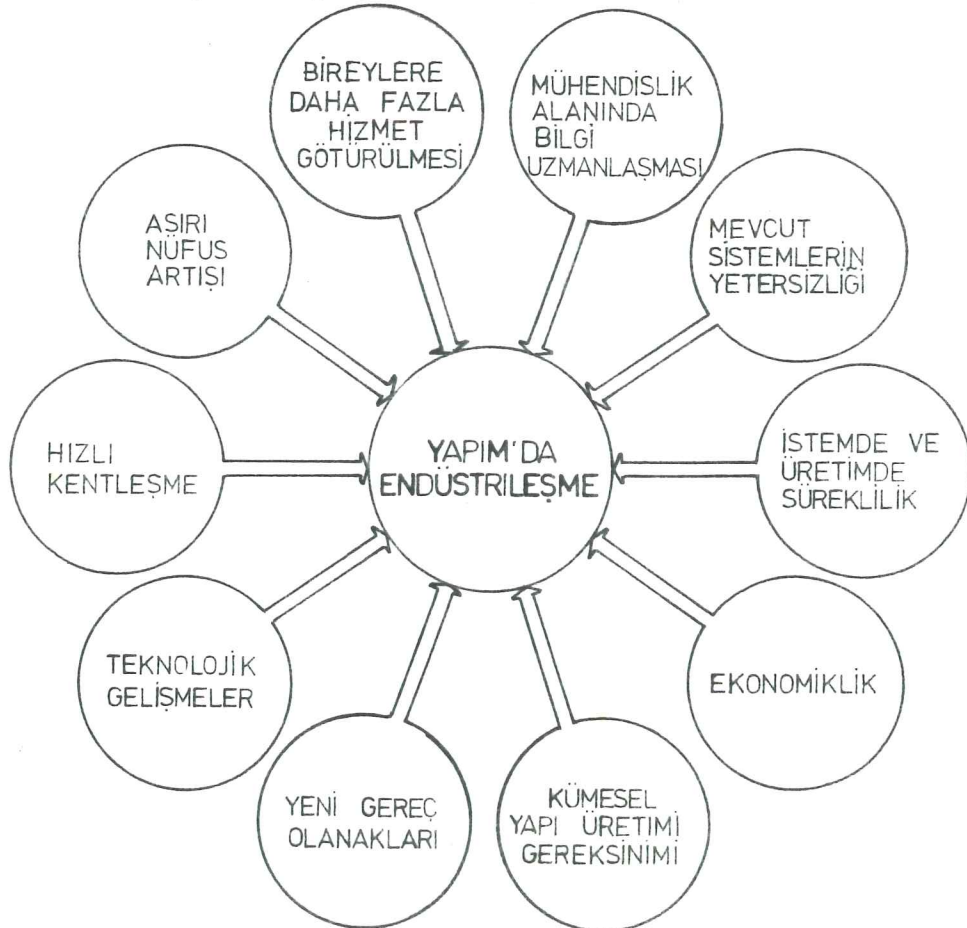 BİREYLERE
DAHA FAZLA
HİZMET
GÖTÜRÜLMESİ
MÜHENDİSLİK
ALANINDA
BİLGİ
UZMANLAŞMASI
AŞIRI
NÜFUS
ARTIŞI
MEVCUT
SİSTEMLERİN
YETERSİZLİĞİ
HIZLI
KENTLEŞME
YAPIM'DA
ENDÜSTRİLEŞME
İSTEMDE VE
ÜRETİMDE
SÜREKLİLİK
TEKNOLOJİK
GELİŞMELER
EKONOMİKLİK
YENİ GEREÇ
OLANAKLARI
KÜMESEL
YAPI ÜRETİMİ
GEREKSİNİMİ